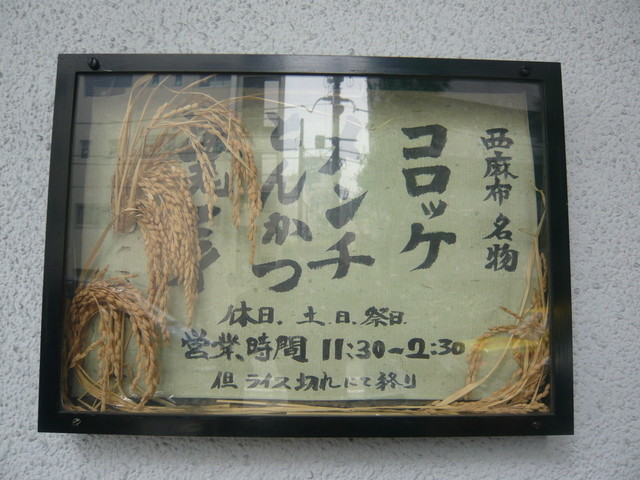 西麻布 名物
コロッケ
メンチ
とんかつ
休日.土.日.祭日
営業時間 11:30〜2:30
但 ライス切れにて終り